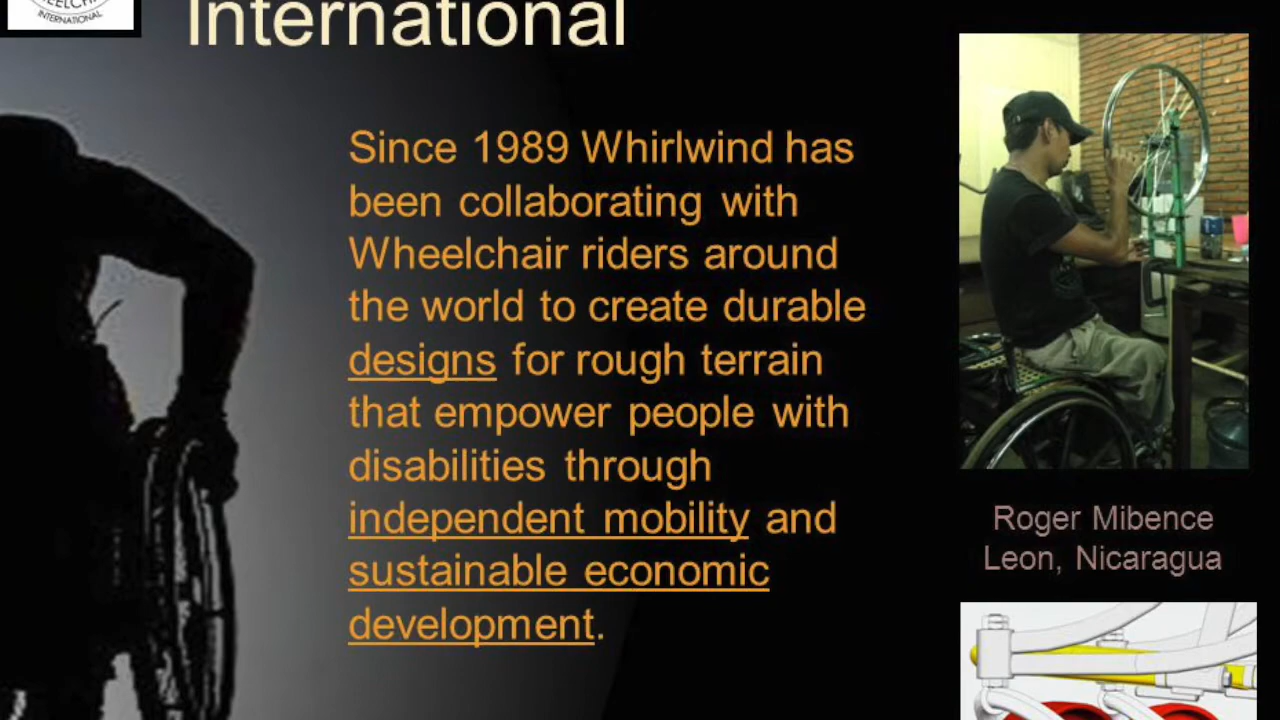 INTERNATIONAL
International
Since 1989 Whirlwind has
been collaborating with
Wheelchair riders around
the world to create durable
designs for rough terrain
that empower people with
disabilities through
independent mobility and
sustainable economic
development.
Roger Mibence
Leon, Nicaragua